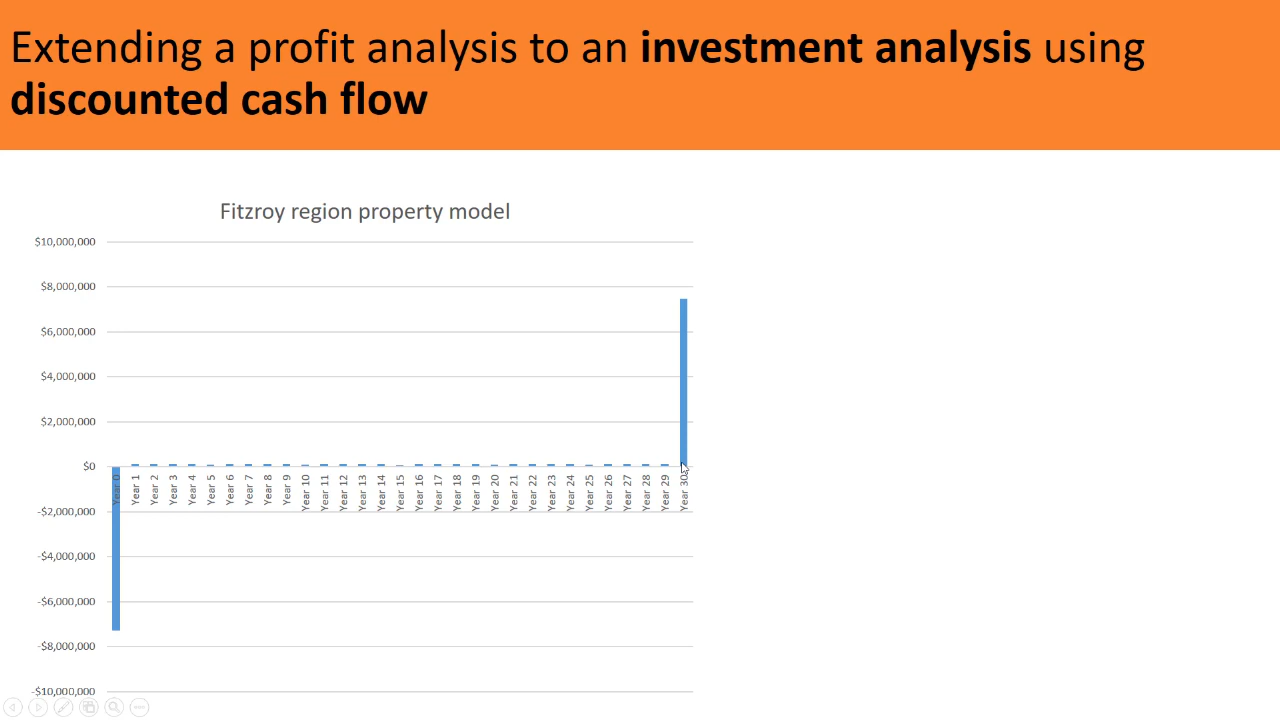 Extending a profit analysis to an investment analysis using
discounted cash flow
Fitzroy region property model
$10,000,000
$8,000,000
$6,000,000
$4,000,000
$2,000,000
$0
-$2,000,000
-$4,000,000
-$6,000,000
-$8,000,000
-$10,000,000
Year 0
Year 1
Year 2
Year 3
Year 4
Year 5
Year 6
Year 7
Year 8
Year 9
Year 10
Year 11
Year 12
Year 13
Year 14
Year 15
Year 16
Year 17
Year 18
Year 19
Year 20
Year 21
Year 22
Year 23
Year 24
Year 25
Year 26
Year 27
Year 28
Year 29
Year 30